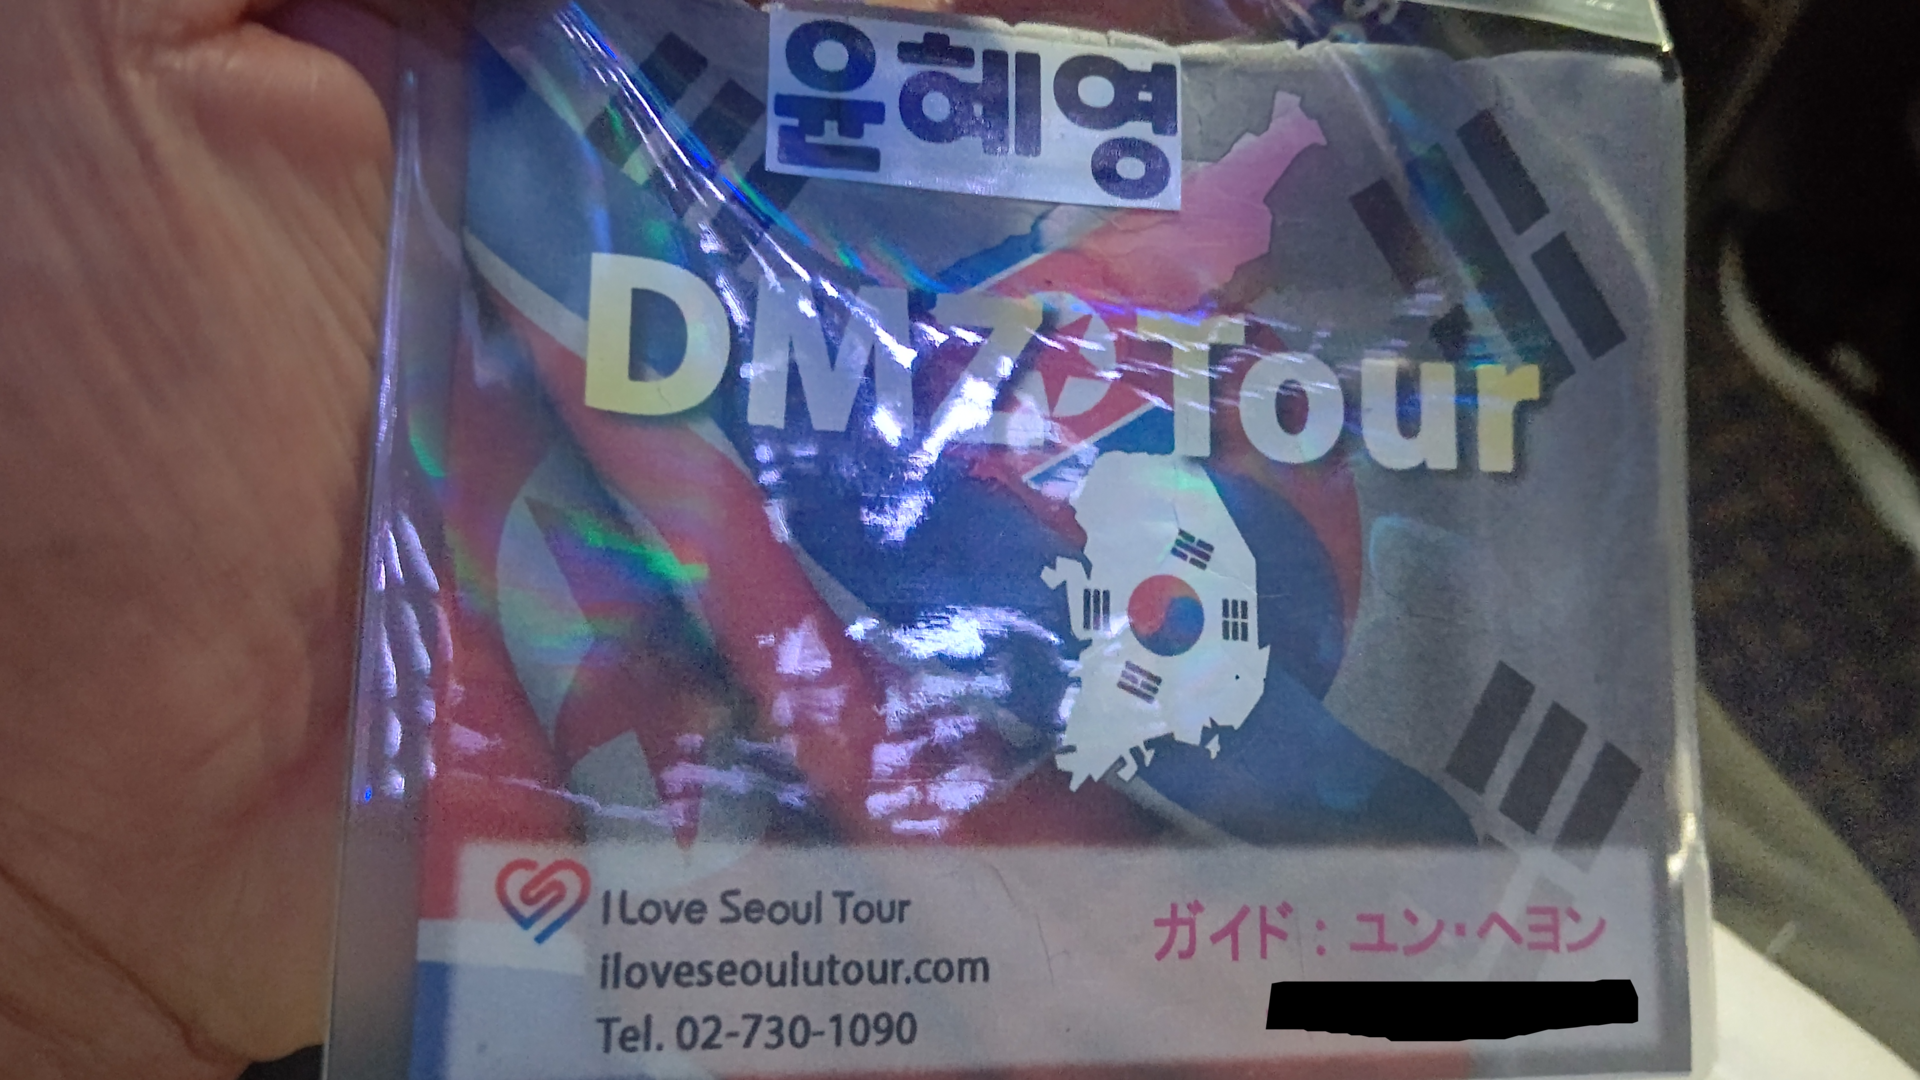 윤혜영
DMZ Tour
I Love Seoul Tour
iloveseoulutour.com
Tel. 02-730-1090
ガイド : ユン・ヘヨン